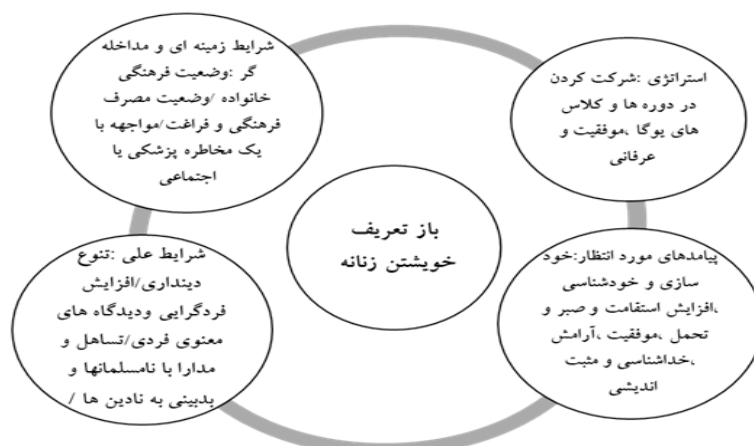 شرایط زمینه ای و مداخله
گر :وضعیت فرهنگی
خانواده /وضعیت مصرف
فرهنگی و فراغت/مواجهه با
یک مخاطره پزشکی یا
اجتماعی
استراتژی :شرکت کردن
در دوره ها و کلاس
های یوگا ،موفقیت و
عرفانی
باز تعریف
خویشتن زنانه
شرایط علی :تنوع
دینداری/افزایش
فردگرایی ودیدگاه های
معنوی فردی/تساهل و
مدارا با نامسلمانها و
بدبینی به نادین ها /
پیامدهای مورد انتظار:خود
سازی و خودشناسی
،افزایش استقامت و صبر و
تحمل ،موفقیت ،آرامش
،خداشناسی و مثبت
اندیشی